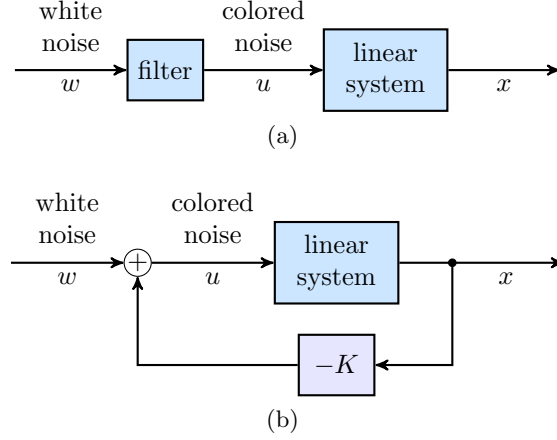 white colored
noise noise
filter
linear
system
w u x
(a)
white colored
noise noise
+
linear
system
w u x
−K
(b)